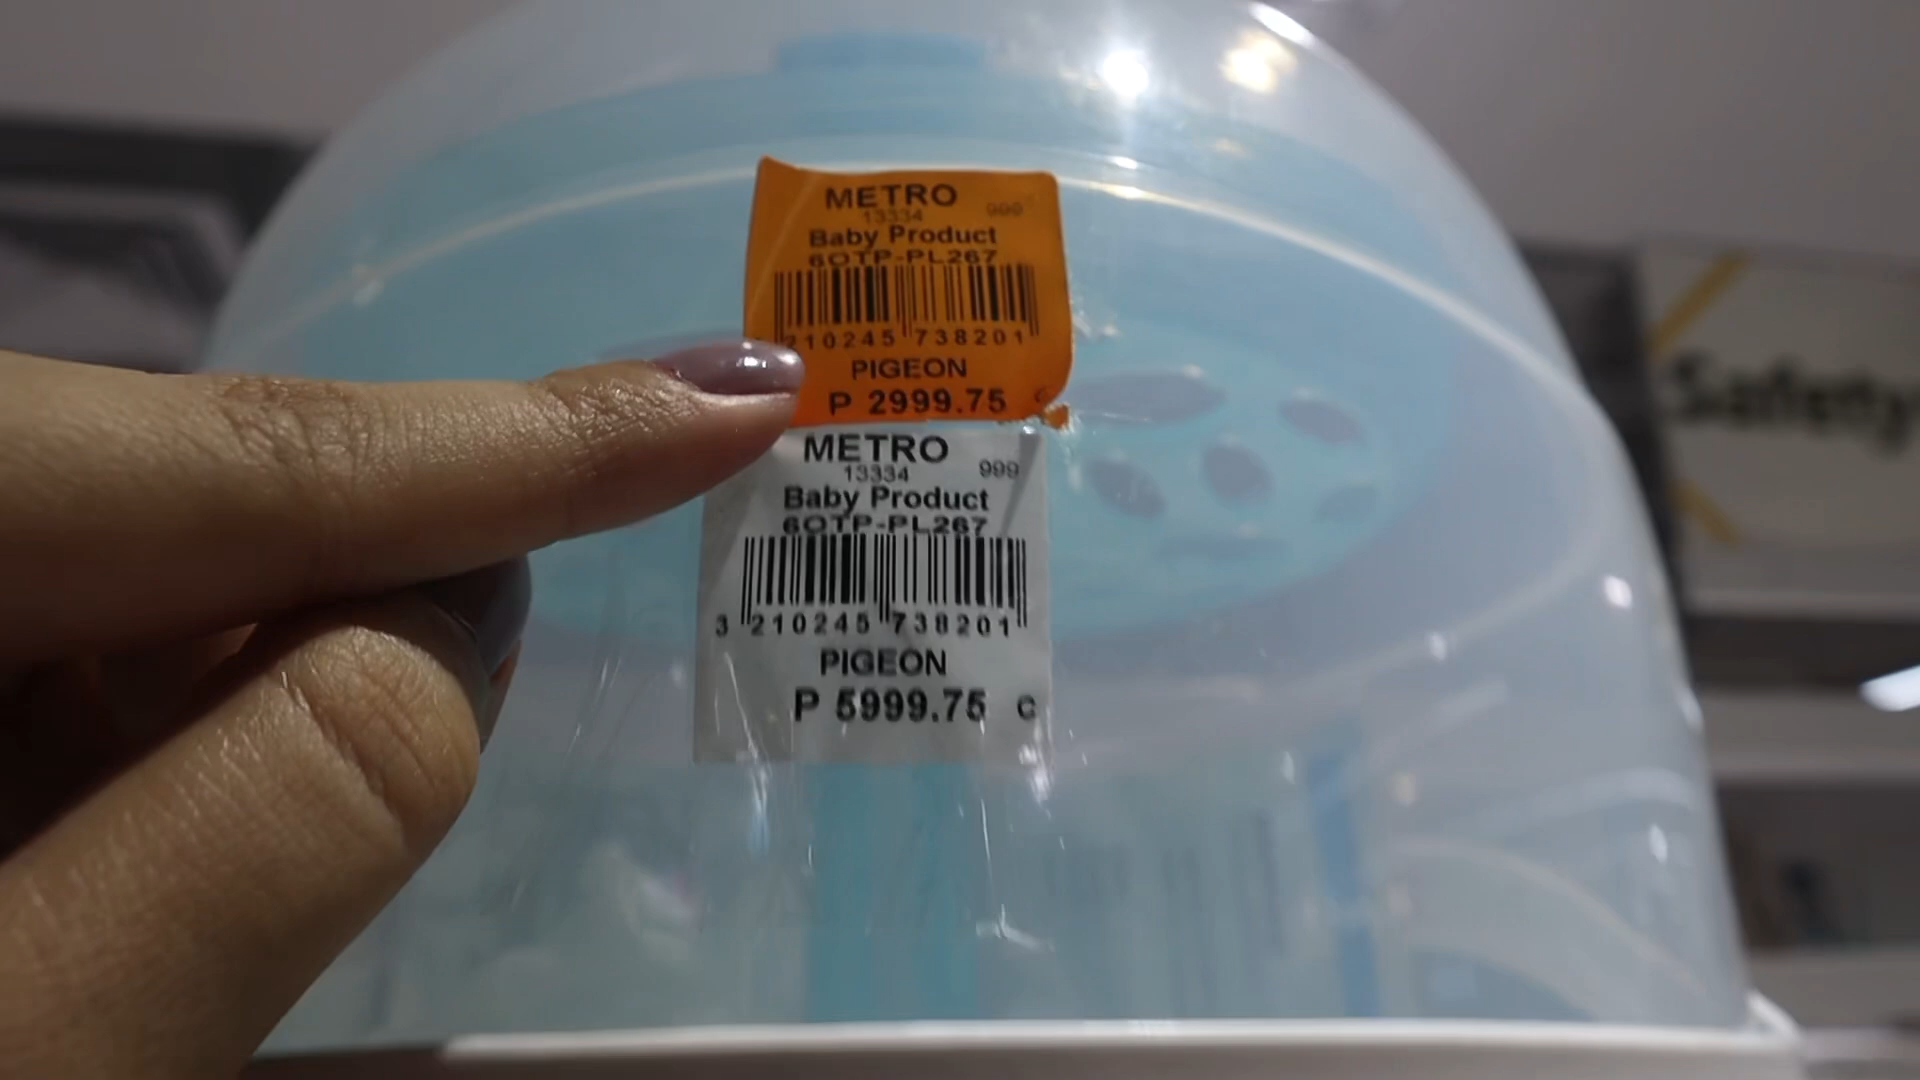 METRO
13334 999
Baby Product
6OTP-PL267
210245 738201
PIGEON
P 2999.75
METRO
13334 999
Baby Product
6OTP-PL267
3 210245 738201
PIGEON
P 5999.75 C
Safety